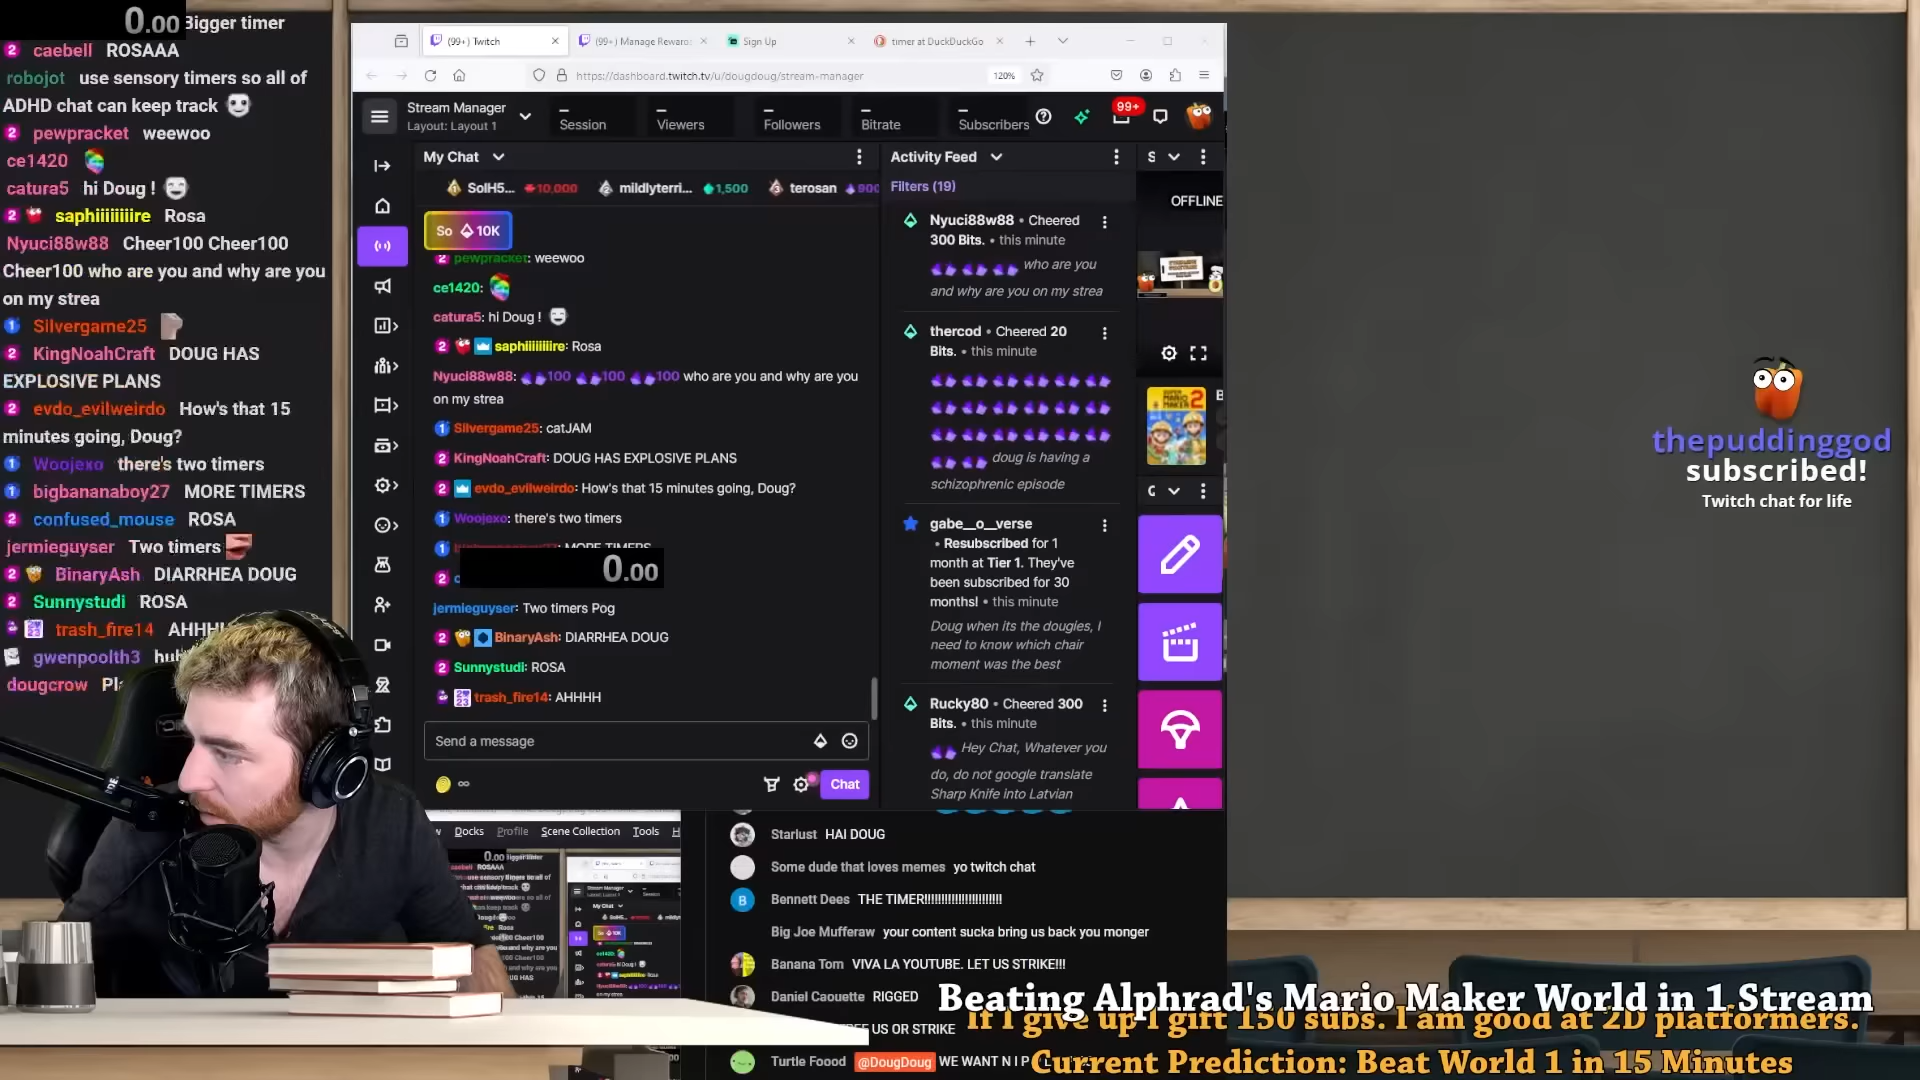 0.00
Bigger timer
caebell ROSAAA
robojot use sensory timers so all of
ADHD chat can keep track
pewpracket weewoo
ce1420
catura5 hi Doug !
saphiiiiiiiire Rosa
Nyuci88w88 Cheer100 Cheer100
Cheer100 who are you and why are you
on my strea
Silvergame25
KingNoahCraft DOUG HAS
EXPLOSIVE PLANS
evdo_evilweirdo How's that 15
minutes going, Doug?
Woojexo there's two timers
bigbananaboy27 MORE TIMERS
confused_mouse ROSA
jermieguyser Two timers
BinaryAsh DIARRHEA DOUG
Sunnystudi ROSA
trash_fire14
gwenpoolth3
dougcrow
(99+) Twitch
(99+) Manage Reward
Sign Up
timer at DuckDuckGo
https://dashboard.twitch.tv/u/dougdoug/stream-manager
120%
Stream Manager
Layout: Layout 1
Session
Viewers
Followers
Bitrate
Subscribers
99+
My Chat
1 SolH5... 10,000
2 mildlyterri... 1,500
3 terosan 900
So 10K
pewpracket: weewoo
ce1420:
catura5: hi Doug !
saphiiiiiiiire: Rosa
Nyuci88w88: 100 100 100 who are you and why are you
on my strea
Silvergame25: catJAM
KingNoahCraft: DOUG HAS EXPLOSIVE PLANS
evdo_evilweirdo: How's that 15 minutes going, Doug?
Woojexo: there's two timers
0.00
jermieguyser: Two timers Pog
BinaryAsh: DIARRHEA DOUG
Sunnystudi: ROSA
trash_fire14: AHHHH
Send a message
Chat
Activity Feed
Filters (19)
Nyuci88w88 • Cheered
300 Bits. • this minute
who are you
and why are you on my strea
thercod • Cheered 20
Bits. • this minute
doug is having a
schizophrenic episode
gabe__o__verse
• Resubscribed for 1
month at Tier 1. They've
been subscribed for 30
months! • this minute
Doug when its the dougies, I
need to know which chair
moment was the best
Rucky80 • Cheered 300
Bits. • this minute
Hey Chat, Whatever you
do, do not google translate
Sharp Knife into Latvian
OFFLINE
Docks Profile Scene Collection Tools
Starlust HAI DOUG
Some dude that loves memes yo twitch chat
Bennett Dees THE TIMER!!!!!!!!!!!!!!!!!!!!!!!
Big Joe Mufferaw your content sucka bring us back you monger
Banana Tom VIVA LA YOUTUBE. LET US STRIKE!!!
Daniel Caouette RIGGED
US OR STRIKE
Turtle Foood @DougDoug WE WANT N I P
thepuddinggod
subscribed!
Twitch chat for life
Beating Alphrad's Mario Maker World in 1 Stream
If I give up I gift 150 subs. I am good at 2D platformers.
Current Prediction: Beat World 1 in 15 Minutes